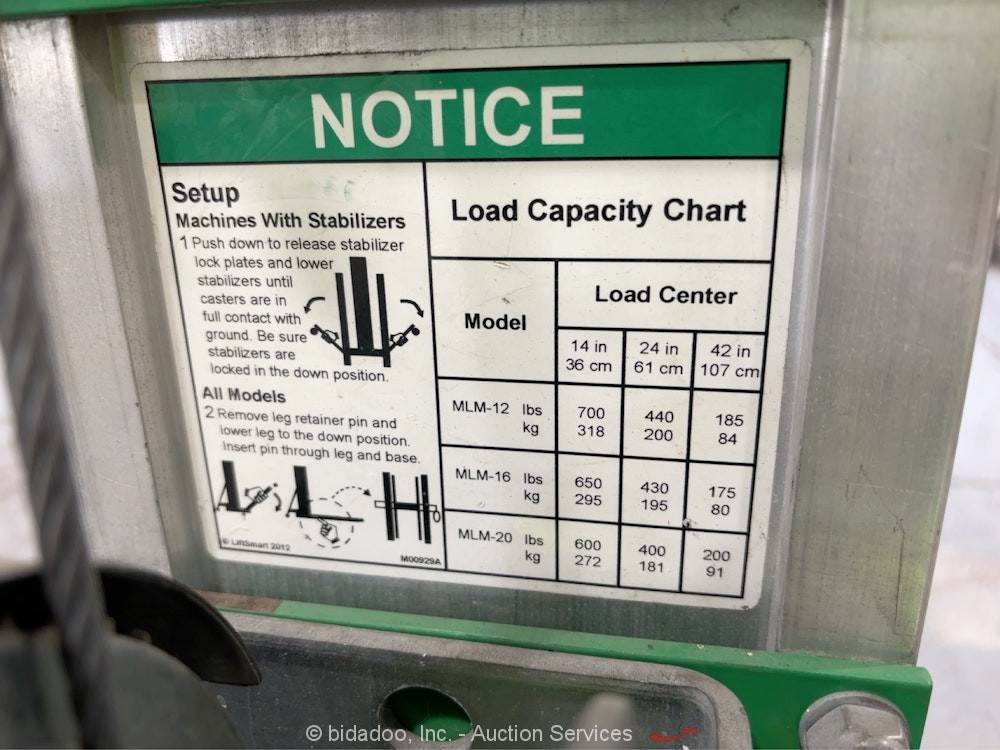 NOTICE
Setup
Machines With Stabilizers
1 Push down to release stabilizer
lock plates and lower
stabilizers until
casters are in
full contact with
ground. Be sure
stabilizers are
locked in the down position.
All Models
2 Remove leg retainer pin and
lower leg to the down position.
Insert pin through leg and base.
© LiftSmart 2012
M00929A
Load Capacity Chart
Model
Load Center
14 in 24 in 42 in
36 cm 61 cm 107 cm
MLM-12 lbs 700 440 185
kg 318 200 84
MLM-16 lbs 650 430 175
kg 295 195 80
MLM-20 lbs 600 400 200
kg 272 181 91
© bidadoo, Inc. - Auction Services